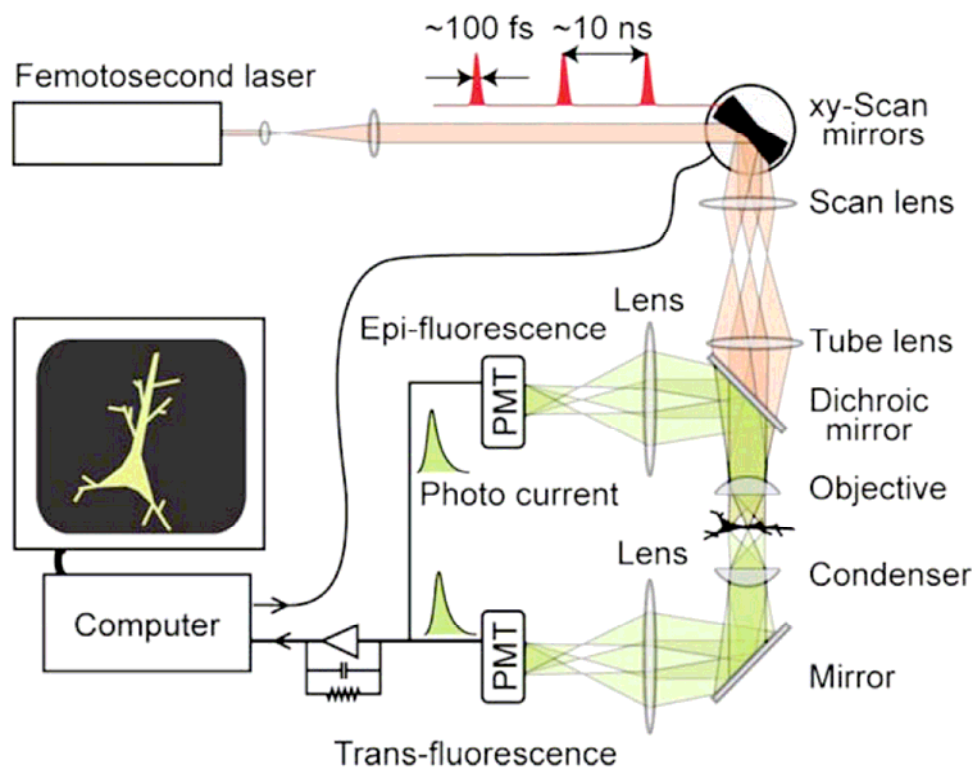 ~100 fs
~10 ns
Femotosecond laser
xy-Scan
mirrors
Scan lens
Lens
Epi-fluorescence
Tube lens
PMT
Dichroic
mirror
Photo current
Objective
Lens
Condenser
Computer
PMT
Mirror
Trans-fluorescence